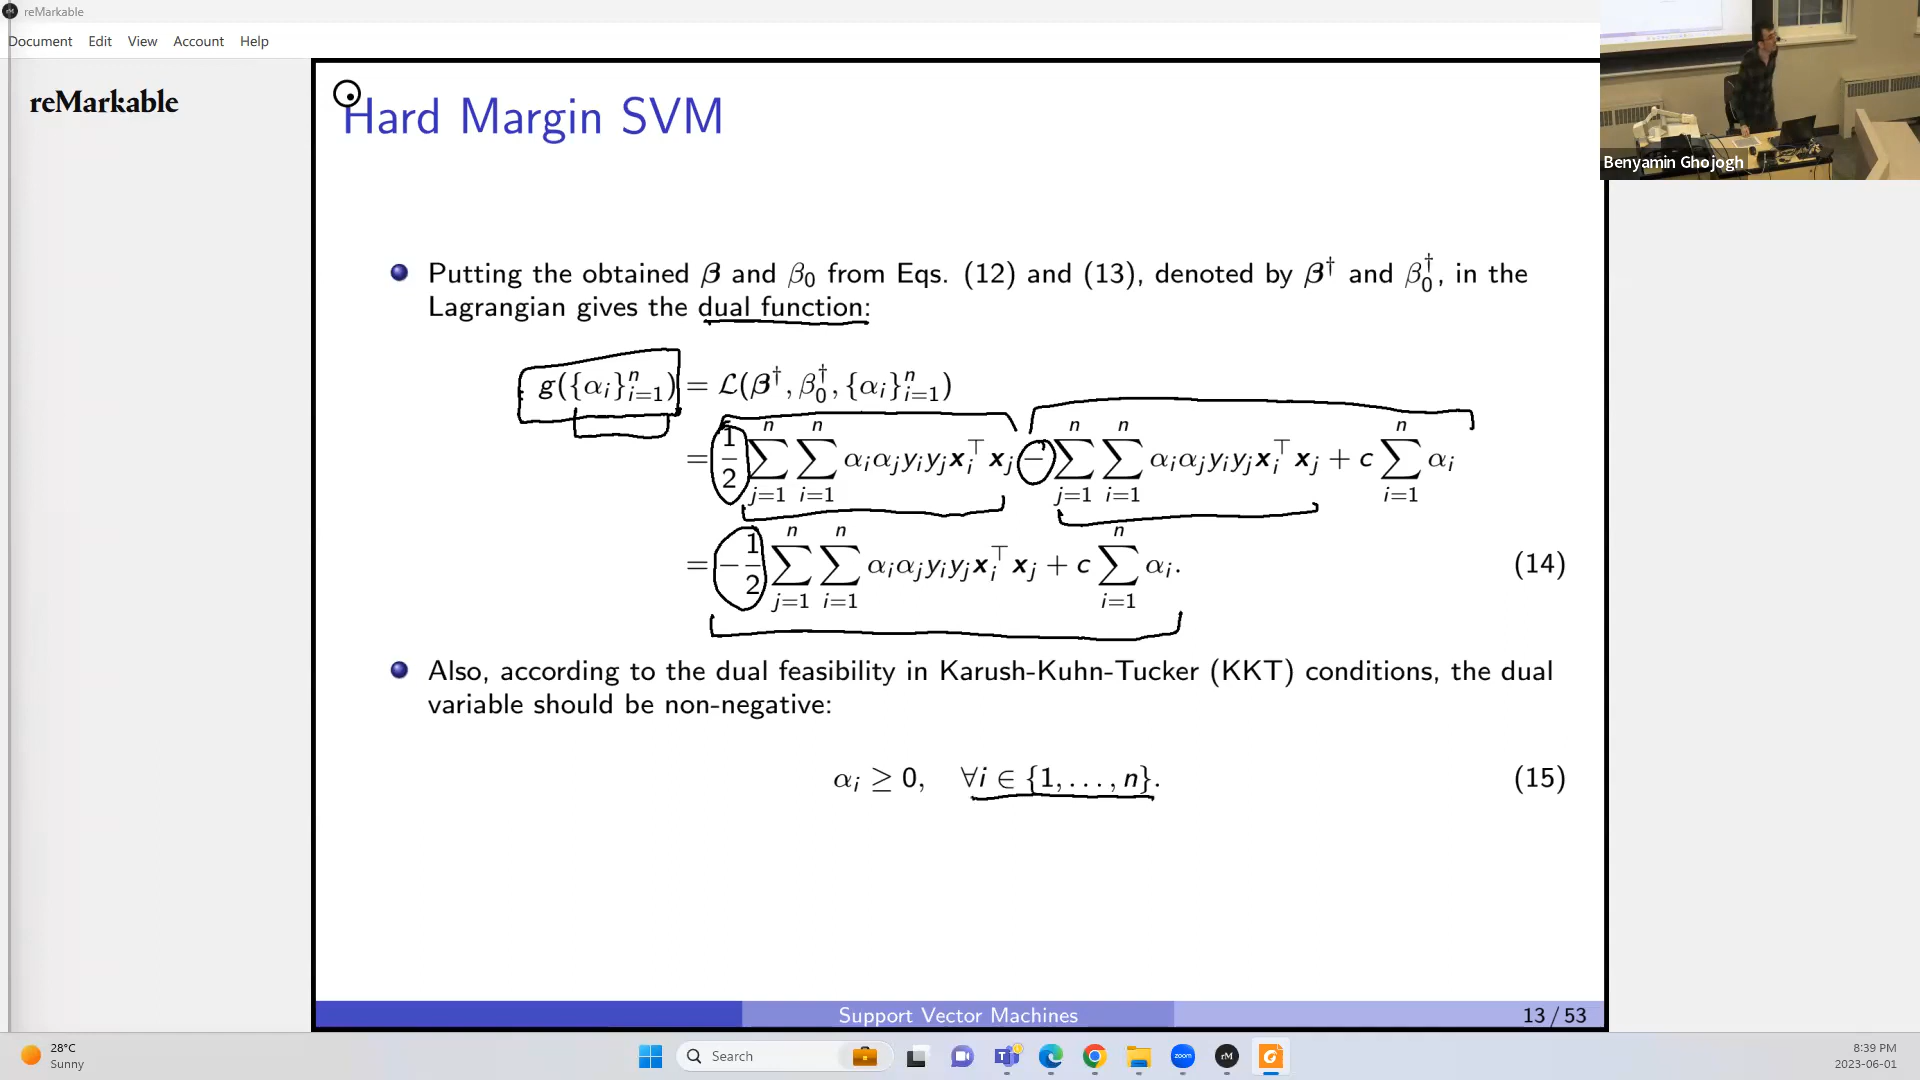 reMarkable
Document Edit View Account Help
reMarkable
Hard Margin SVM
Putting the obtained β and β₀ from Eqs. (12) and (13), denoted by β† and β₀†, in the
Lagrangian gives the dual function:
g({αᵢ}ⁿᵢ₌₁) = ℒ(β†, β₀†, {αᵢ}ⁿᵢ₌₁)
= 1/2 ∑ⁿⱼ₌₁ ∑ⁿᵢ₌₁ αᵢαⱼyᵢyⱼxᵢ⊤xⱼ − ∑ⁿⱼ₌₁ ∑ⁿᵢ₌₁ αᵢαⱼyᵢyⱼxᵢ⊤xⱼ + c ∑ⁿᵢ₌₁ αᵢ
= −1/2 ∑ⁿⱼ₌₁ ∑ⁿᵢ₌₁ αᵢαⱼyᵢyⱼxᵢ⊤xⱼ + c ∑ⁿᵢ₌₁ αᵢ. (14)
Also, according to the dual feasibility in Karush-Kuhn-Tucker (KKT) conditions, the dual
variable should be non-negative:
αᵢ ≥ 0, ∀i ∈ {1, . . . , n}. (15)
Support Vector Machines 13 / 53
Benyamin Ghojogh
28°C
Sunny
Search
zoom
rM
8:39 PM
2023-06-01